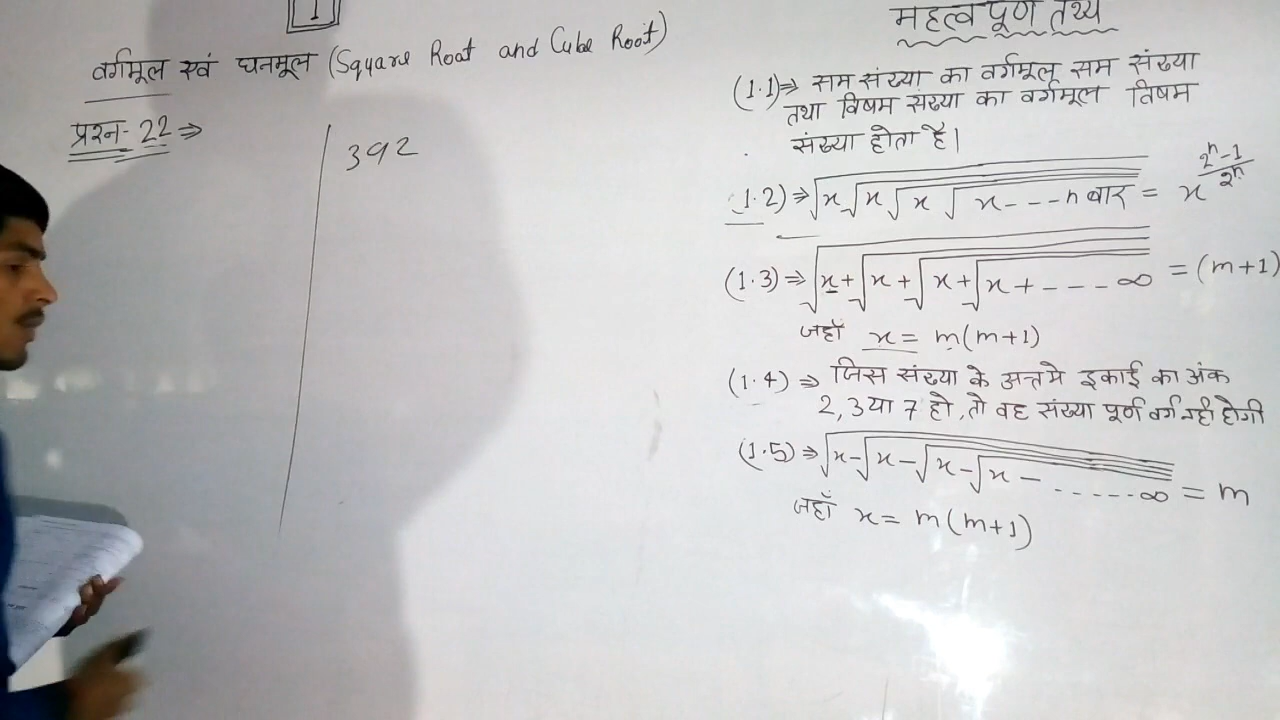 1
वर्गमूल एवं घनमूल (Square Root and Cube Root)
प्रश्न- 22 ⇒
392
महत्वपूर्ण तथ्य
(1.1) ⇒ सम संख्या का वर्गमूल सम संख्या
तथा विषम संख्या का वर्गमूल विषम
संख्या होता है।
(1.2) ⇒ √x√x√x√x---n बार = x^((2^n-1)/2^n)
(1.3) ⇒ √x+√x+√x+√x+---∞ = (m+1)
जहाँ x = m(m+1)
(1.4) ⇒ जिस संख्या के अन्त मे इकाई का अंक
2, 3 या 7 हो, तो वह संख्या पूर्ण वर्ग नही होगी
(1.5) ⇒ √x-√x-√x-√x-......∞ = m
जहाँ x = m(m+1)